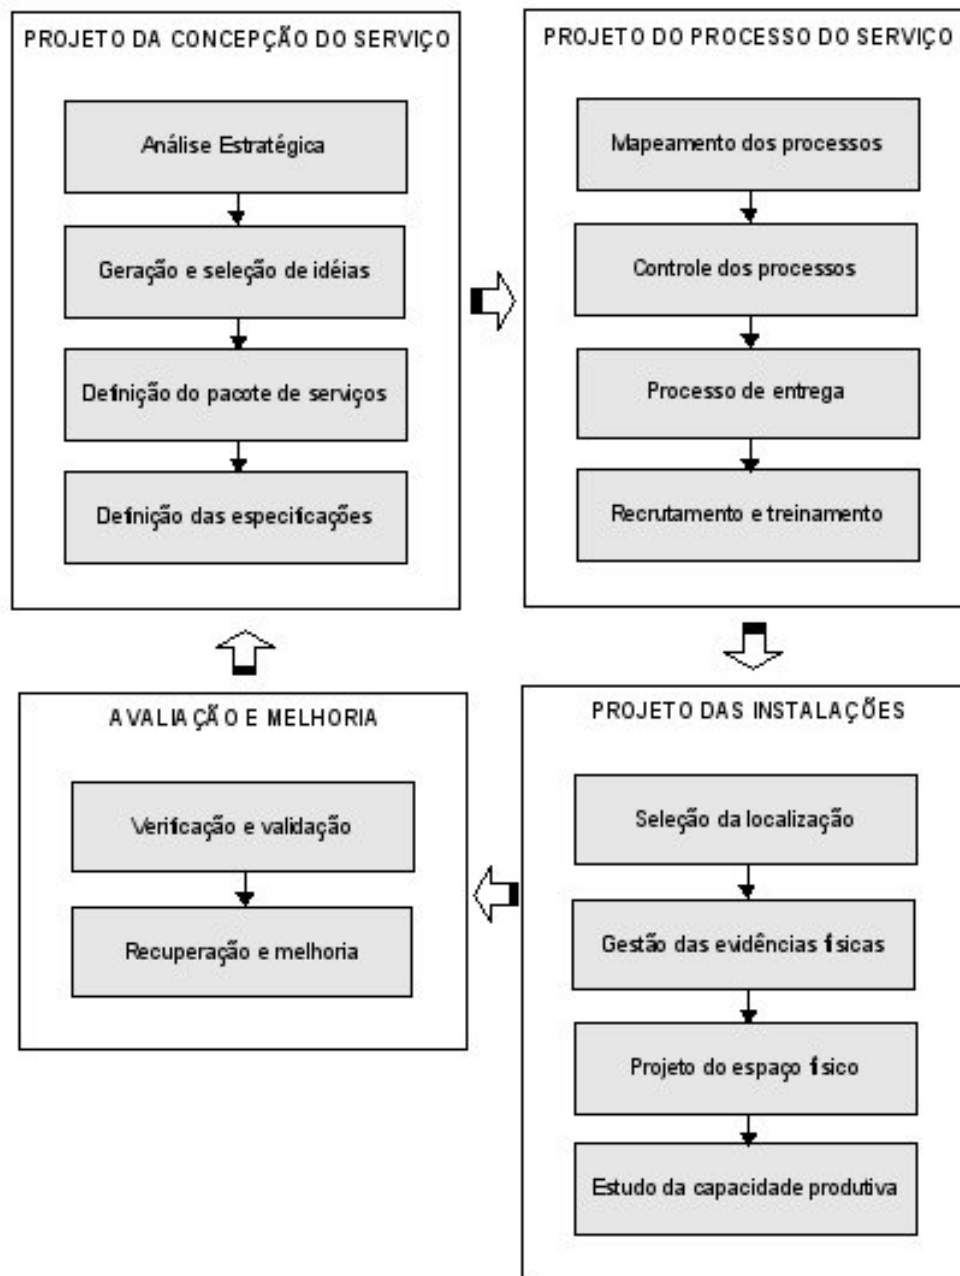 PROJETO DA CONCEPÇÃO DO SERVIÇO
Análise Estratégica
Geração e seleção de idéias
Definição do pacote de serviços
Definição das especificações
PROJETO DO PROCESSO DO SERVIÇO
Mapeamento dos processos
Controle dos processos
Processo de entrega
Recrutamento e treinamento
PROJETO DAS INSTALAÇÕES
Seleção da localização
Gestão das evidências físicas
Projeto do espaço físico
Estudo da capacidade produtiva
AVALIAÇÃO E MELHORIA
Verificação e validação
Recuperação e melhoria